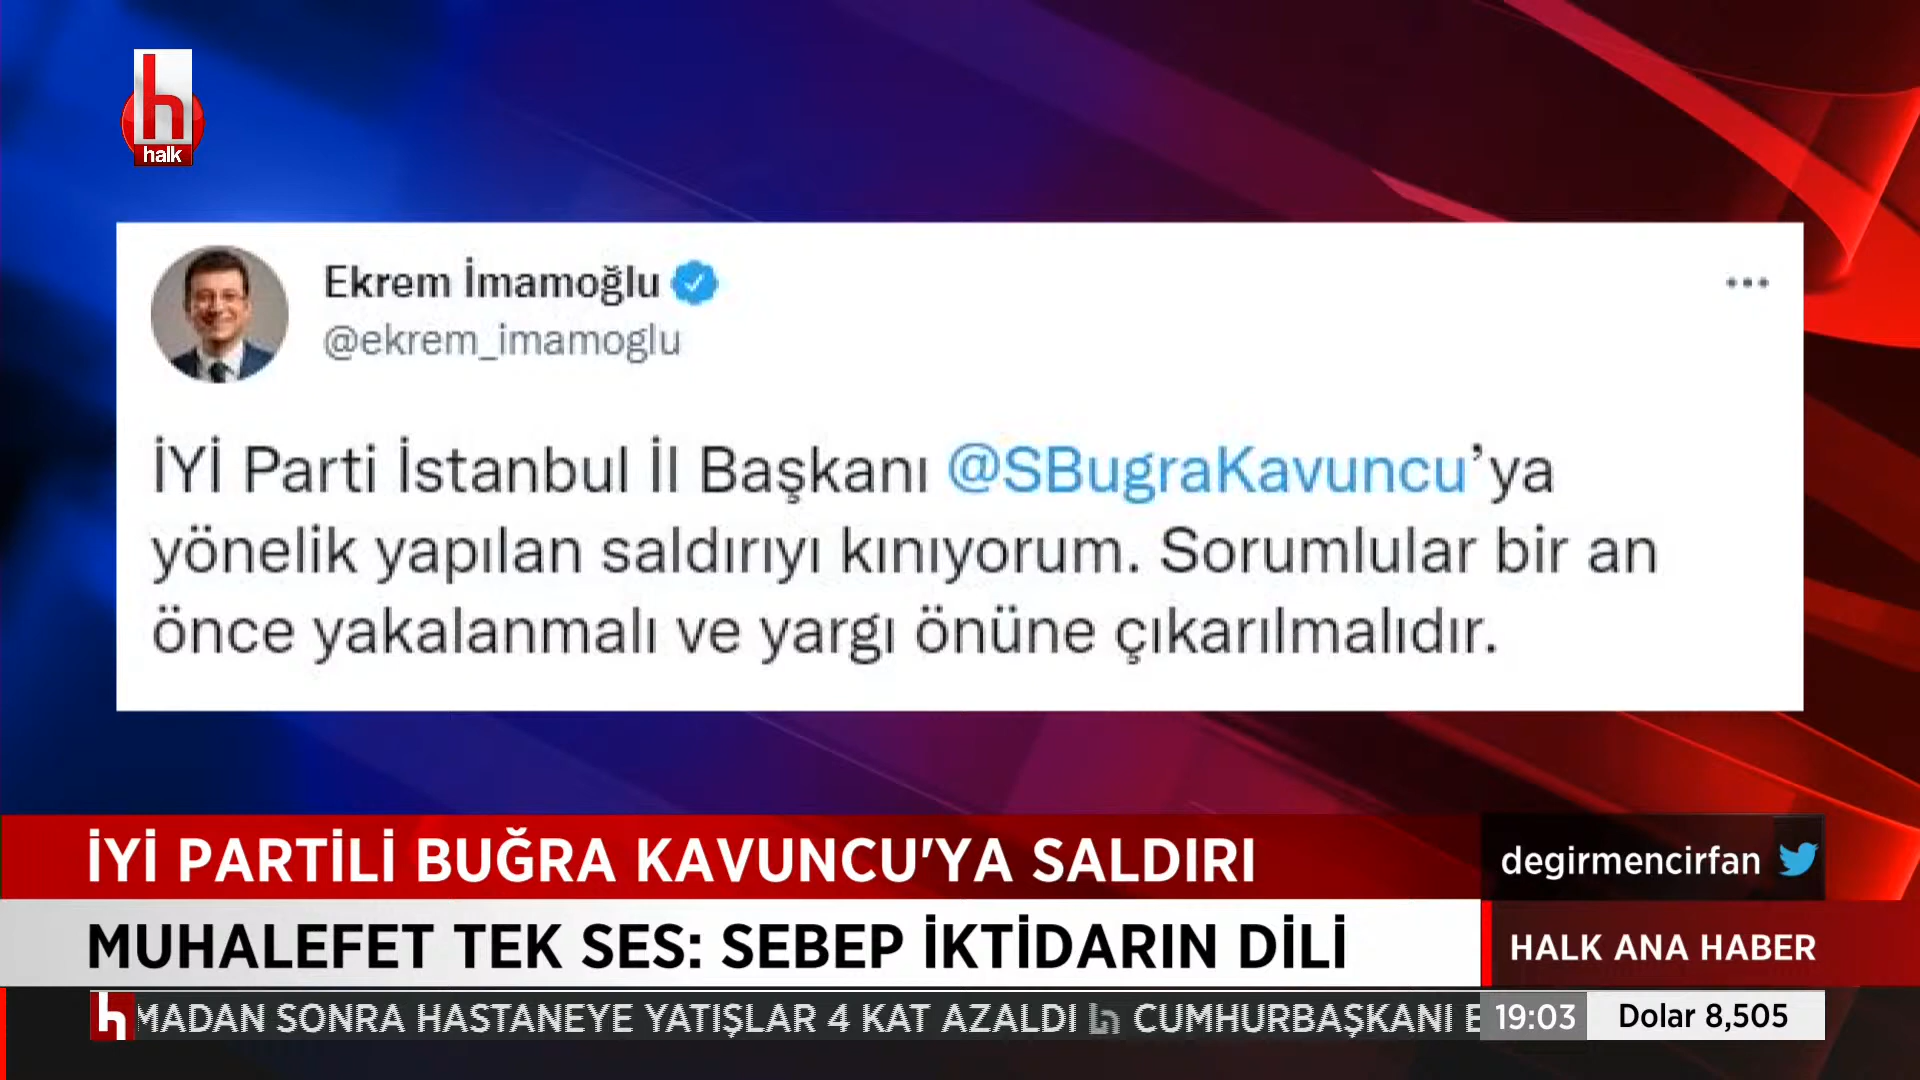 h
halk
Ekrem İmamoğlu
@ekrem_imamoglu
İYİ Parti İstanbul İl Başkanı @SBugraKavuncu'ya
yönelik yapılan saldırıyı kınıyorum. Sorumlular bir an
önce yakalanmalı ve yargı önüne çıkarılmalıdır.
İYİ PARTİLİ BUĞRA KAVUNCU'YA SALDIRI
degirmencirfan
MUHALEFET TEK SES: SEBEP İKTİDARIN DİLİ
HALK ANA HABER
h MADAN SONRA HASTANEYE YATIŞLAR 4 KAT AZALDI h CUMHURBAŞKANI E 19:03 Dolar 8,505